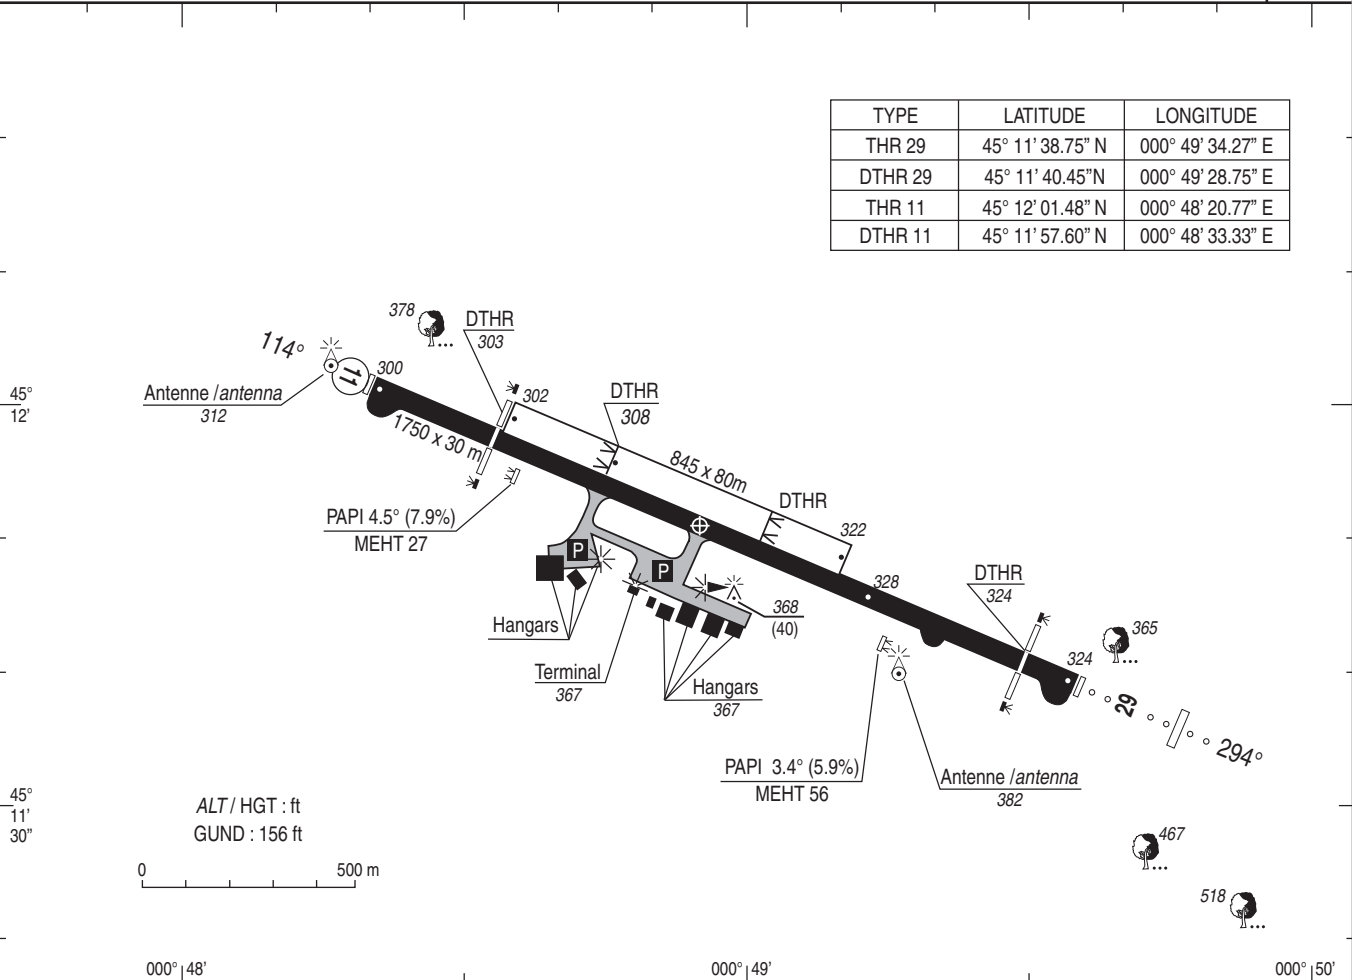 TYPE LATITUDE LONGITUDE
THR 29 45° 11' 38.75” N 000° 49' 34.27” E
DTHR 29 45° 11' 40.45”N 000° 49' 28.75” E
THR 11 45° 12' 01.48” N 000° 48' 20.77” E
DTHR 11 45° 11' 57.60” N 000° 48' 33.33” E
378
DTHR
303
114°
11
300
Antenne /antenna
312
45°
12'
302
DTHR
308
1750 x 30 m
845 x 80m
DTHR
322
PAPI 4.5° (7.9%)
MEHT 27
P
P
328
DTHR
324
368
(40)
Hangars
365
324
Terminal
367
Hangars
367
29
294°
PAPI 3.4° (5.9%)
MEHT 56
Antenne /antenna
382
45°
11'
30”
ALT / HGT : ft
GUND : 156 ft
0 500 m
467
518
000° 48'
000° 49'
000° 50'